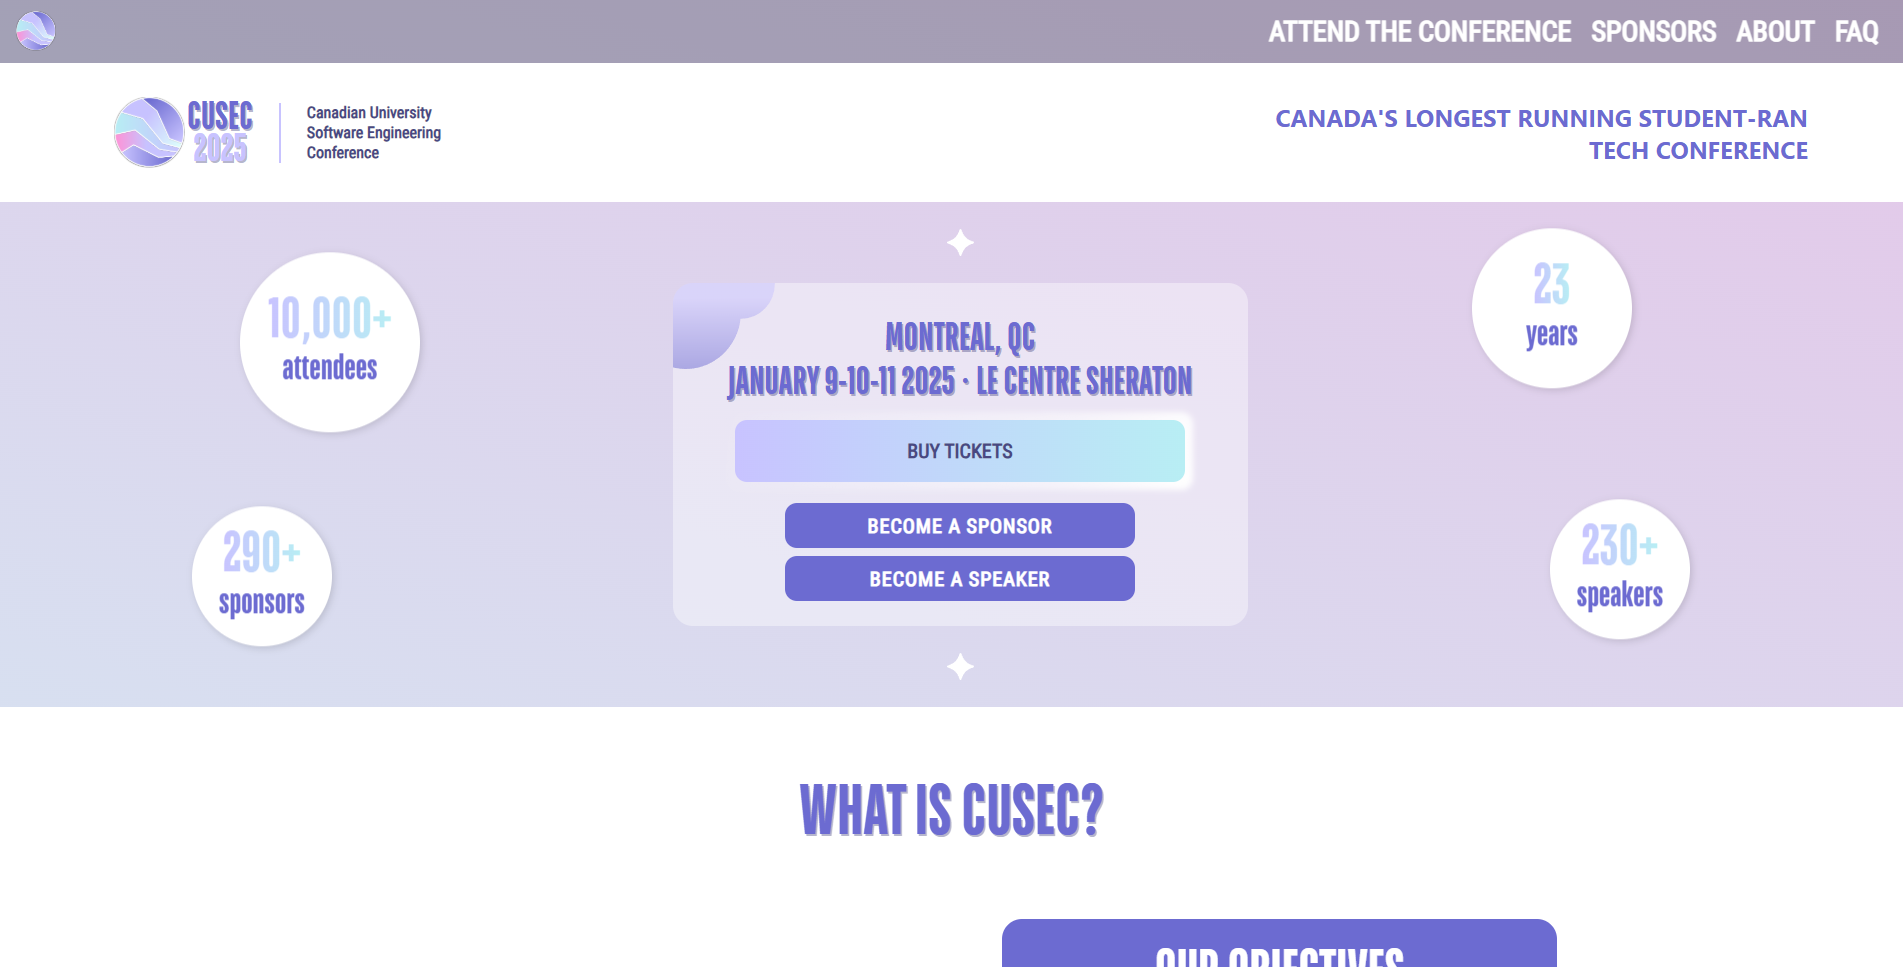 ATTEND THE CONFERENCE SPONSORS ABOUT FAQ
CUSEC
2025
Canadian University
Software Engineering
Conference
CANADA'S LONGEST RUNNING STUDENT-RAN
TECH CONFERENCE
10,000+
attendees
23
years
MONTREAL, QC
JANUARY 9-10-11 2025 · LE CENTRE SHERATON
BUY TICKETS
BECOME A SPONSOR
BECOME A SPEAKER
290+
sponsors
230+
speakers
WHAT IS CUSEC?
OUR OBJECTIVES